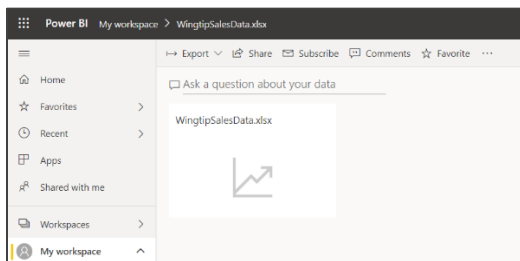 Power BI My workspace > WingtipSalesData.xlsx
Export Share Subscribe Comments Favorite ...
Home
Ask a question about your data
Favorites
WingtipSalesData.xlsx
Recent
Apps
Shared with me
Workspaces
My workspace